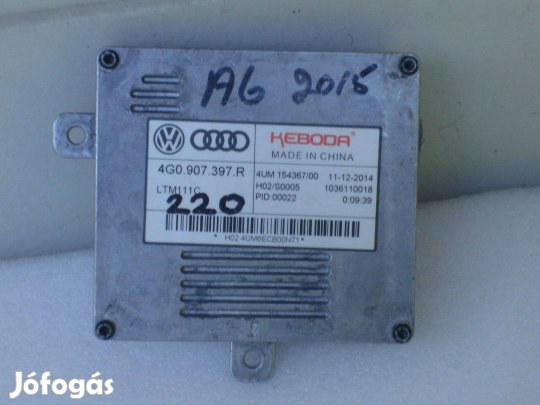 A6 2015
KEBODA
MADE IN CHINA
4G0.907.397.R
4UM 154367/00 11-12-2014
LTM111C
H02/S0005 1036110018
220
PID:00022 0:09:39
* H02 4UM6ECB00N71 *
Jófogás